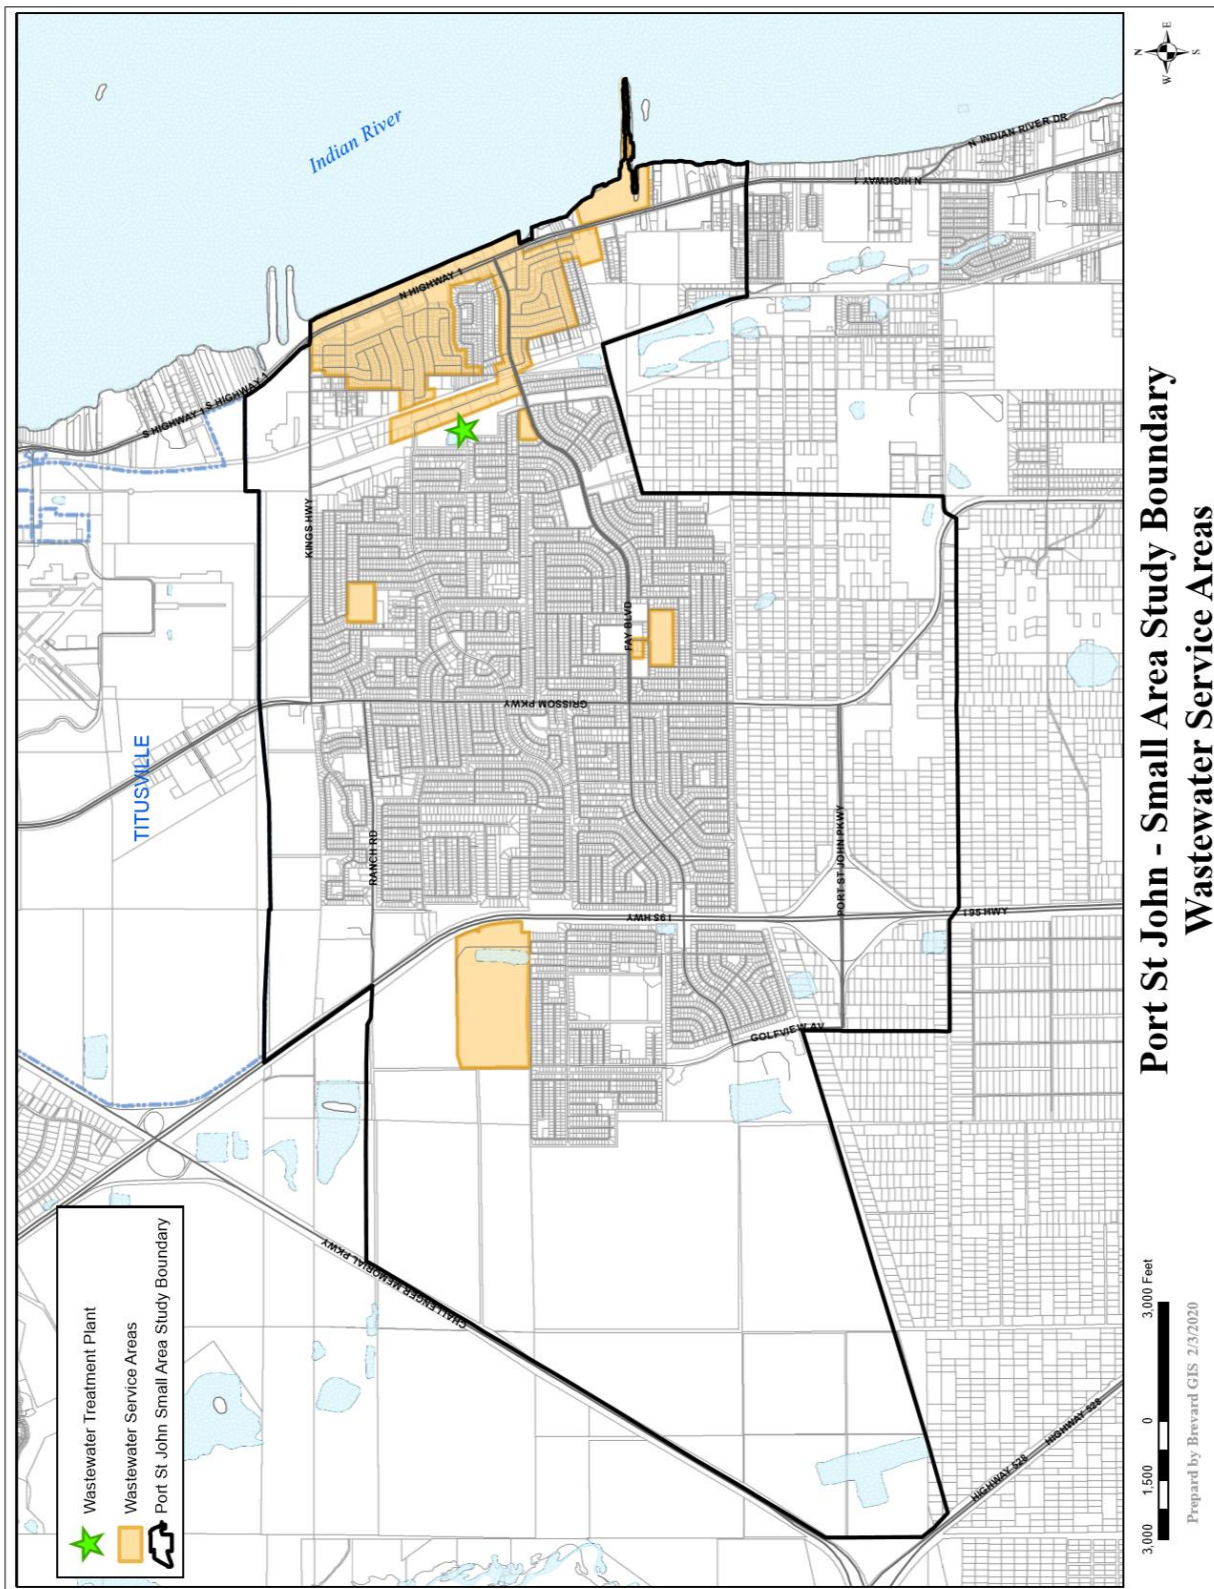 Wastewater Treatment Plant
Wastewater Service Areas
Port St John Small Area Study Boundary
TITUSVILLE
Indian River
S HIGHWAY 1
S HIGHWAY 1
N HIGHWAY 1
KINGS HWY
RANCH RD
GRISSOM PKWY
FAY BLVD
I 95 HWY
CHALLENGER MEMORIAL PKWY
GOLFVIEW AV
PORT ST JOHN PKWY
I 95 HWY
N HIGHWAY 1
N INDIAN RIVER DR
HIGHWAY 528
HIGHWAY 528
N
W
E
S
Port St John - Small Area Study Boundary
Wastewater Service Areas
3,000
1,500
0
3,000 Feet
Prepard by Brevard GIS 2/3/2020